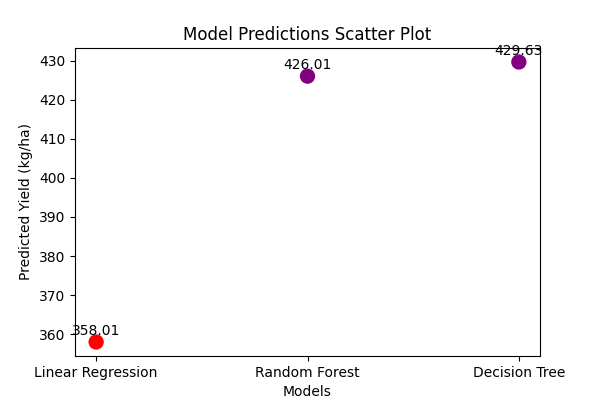 Model Predictions Scatter Plot
430
420
410
400
390
380
370
360
Predicted Yield (kg/ha)
358.01
426.01
429.63
Linear Regression
Random Forest
Decision Tree
Models